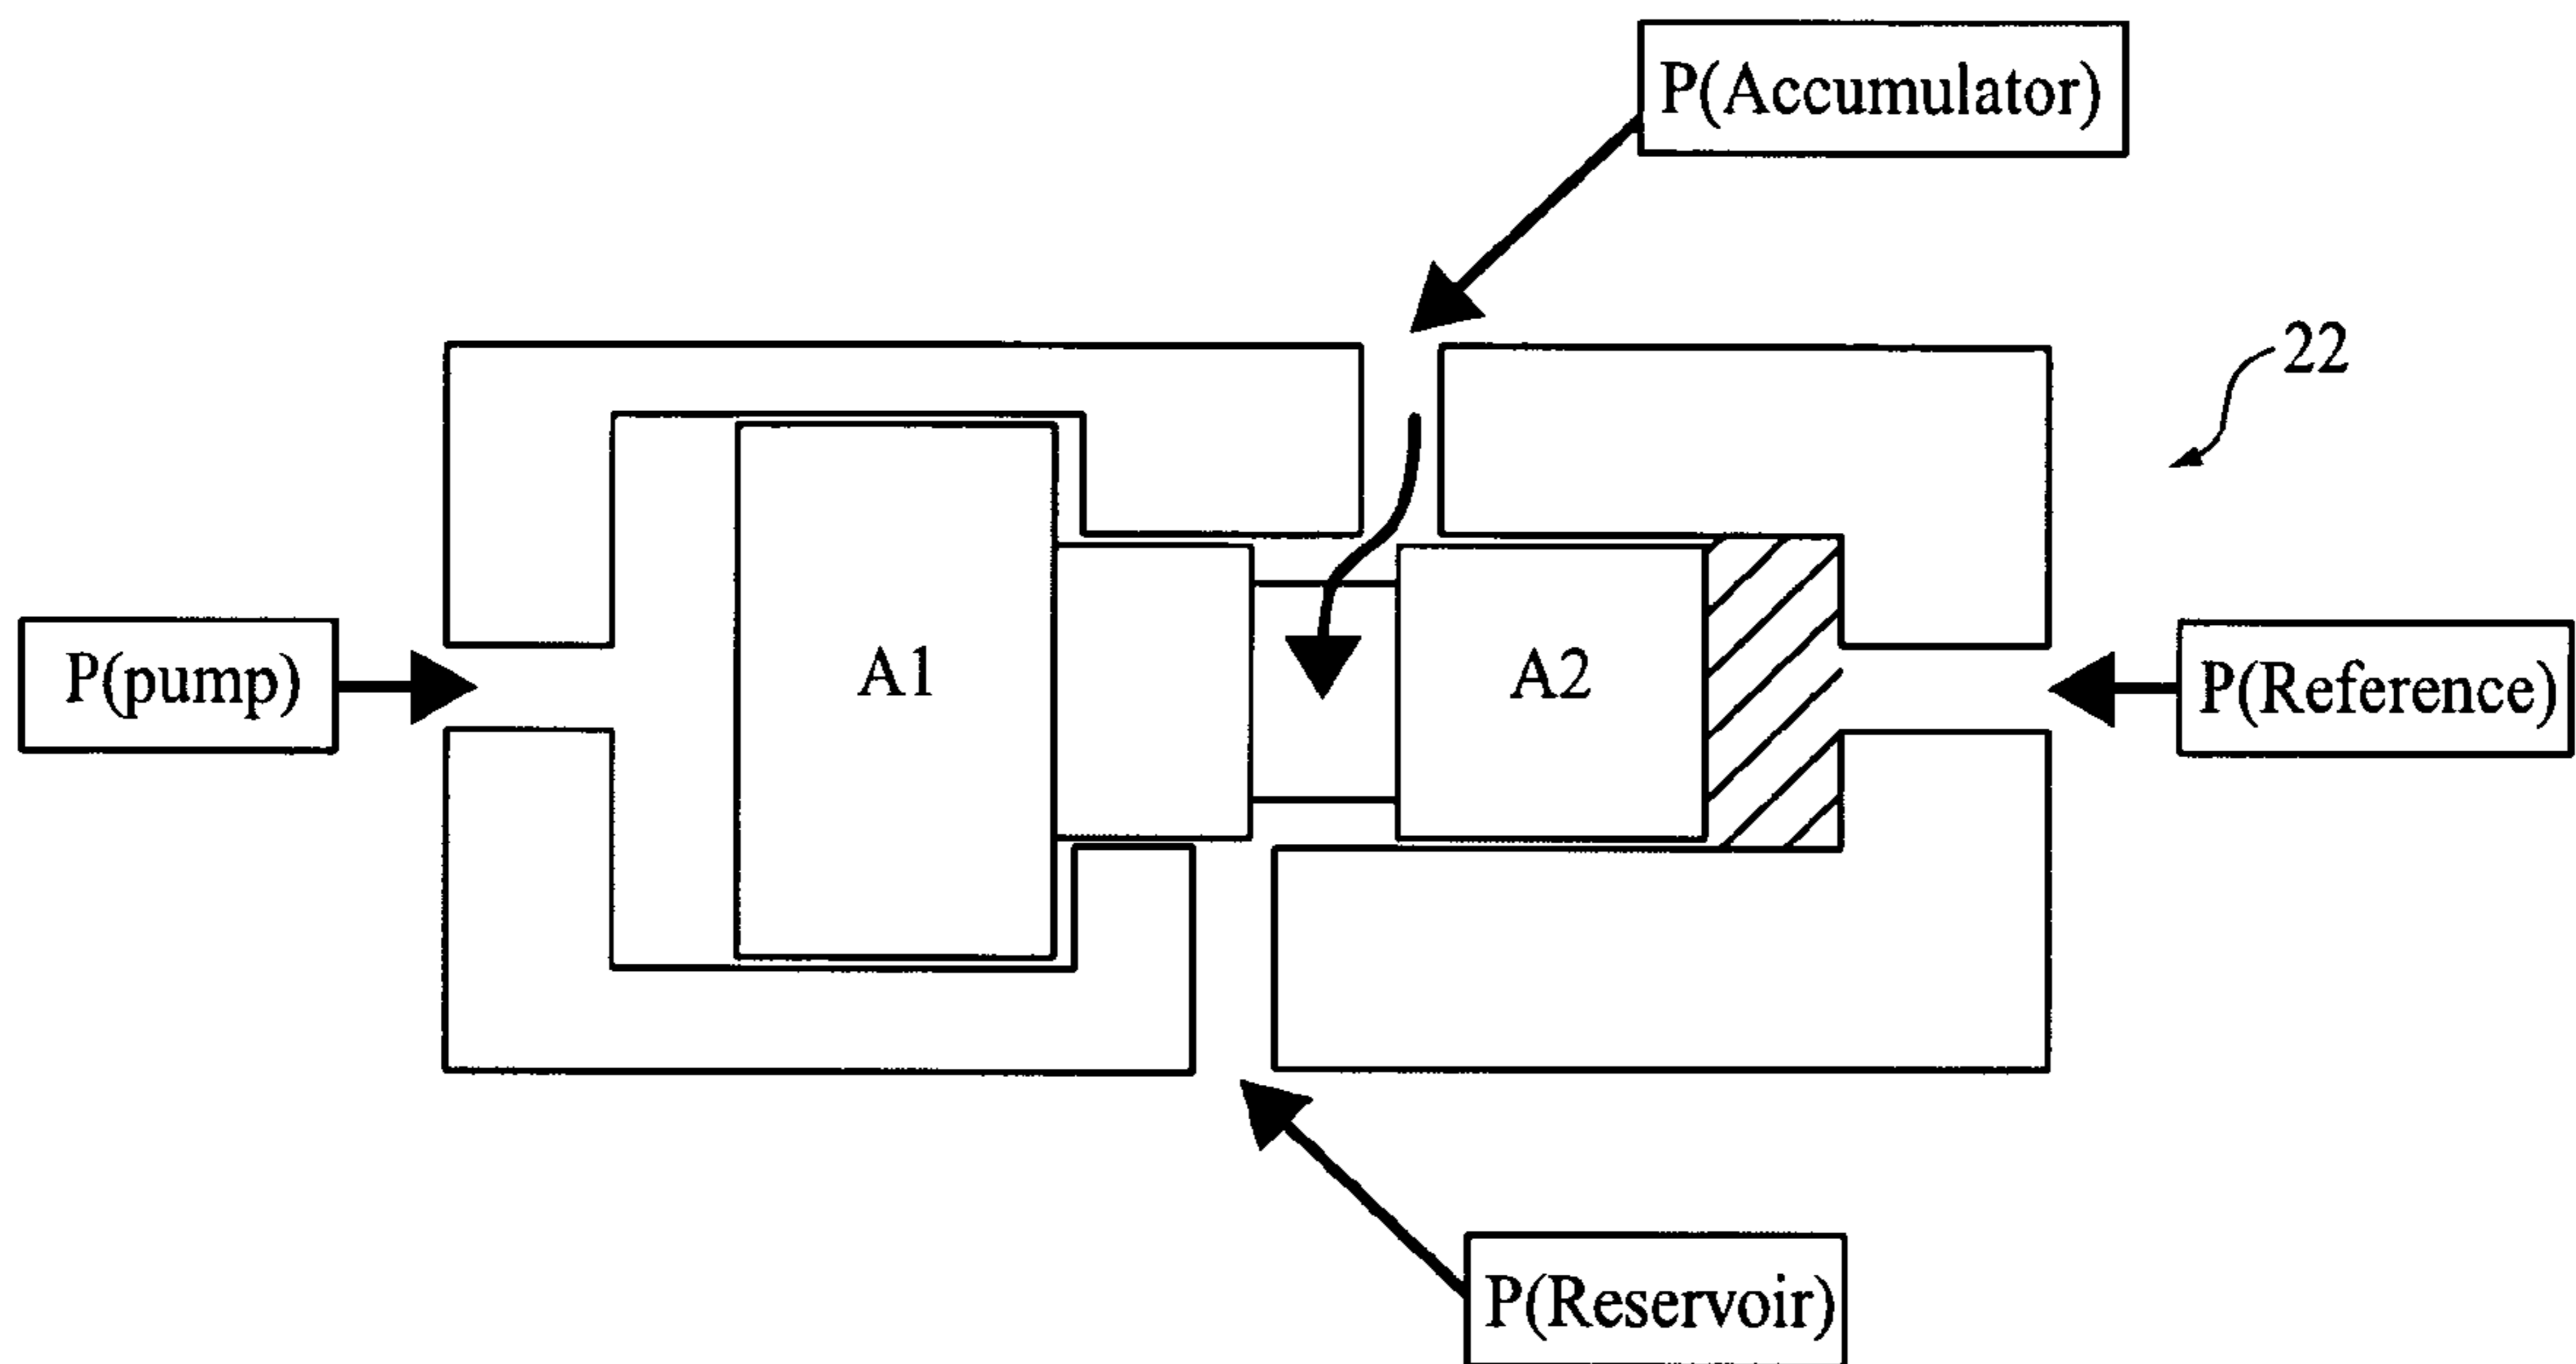 P(Accumulator)
22
P(pump)
A1
A2
P(Reference)
P(Reservoir)